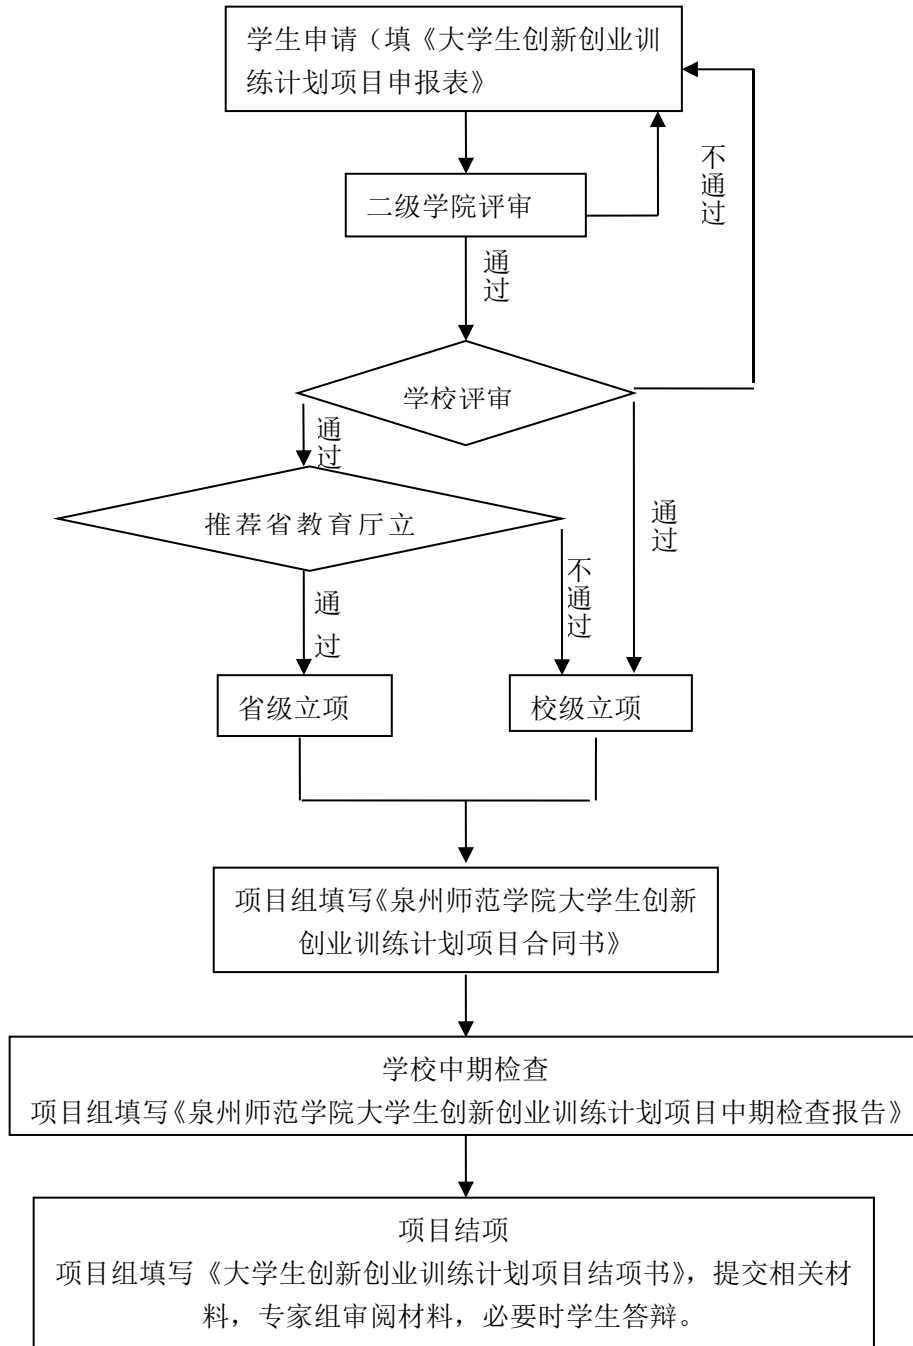 学生申请（填《大学生创新创业训
练计划项目申报表》
不通过
二级学院评审
通过
学校评审
通过
通过
推荐省教育厅立
不通过
通过
省级立项
校级立项
项目组填写《泉州师范学院大学生创新
创业训练计划项目合同书》
学校中期检查
项目组填写《泉州师范学院大学生创新创业训练计划项目中期检查报告》
项目结项
项目组填写《大学生创新创业训练计划项目结项书》，提交相关材
料，专家组审阅材料，必要时学生答辩。